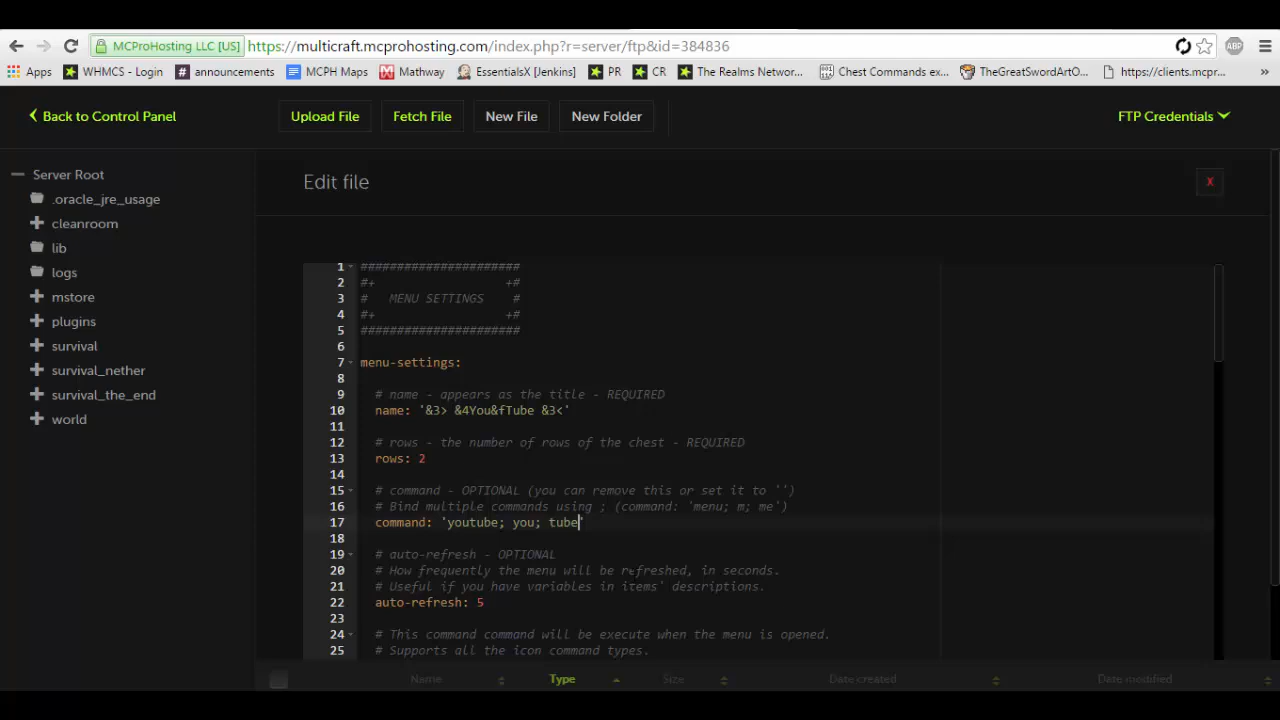 MCProHosting LLC [US] https://multicraft.mcprohosting.com/index.php?r=server/ftp&id=384836 ABP
Apps WHMCS - Login # announcements MCPH Maps Mathway EssentialsX [Jenkins] PR CR The Realms Networ... Chest Commands ex... TheGreatSwordArtO... https://clients.mcpr... »
Back to Control Panel Upload File Fetch File New File New Folder FTP Credentials
Server Root
.oracle_jre_usage
cleanroom
lib
logs
mstore
plugins
survival
survival_nether
survival_the_end
world
Edit file X
1 ######################
2 #+ +#
3 # MENU SETTINGS #
4 #+ +#
5 ######################
6
7 menu-settings:
8
9 # name - appears as the title - REQUIRED
10 name: '&3> &4You&fTube &3<'
11
12 # rows - the number of rows of the chest - REQUIRED
13 rows: 2
14
15 # command - OPTIONAL (you can remove this or set it to '')
16 # Bind multiple commands using ; (command: 'menu; m; me')
17 command: 'youtube; you; tube'
18
19 # auto-refresh - OPTIONAL
20 # How frequently the menu will be refreshed, in seconds.
21 # Useful if you have variables in items' descriptions.
22 auto-refresh: 5
23
24 # This command command will be execute when the menu is opened.
25 # Supports all the icon command types.
Name Type Size Date created Date modified